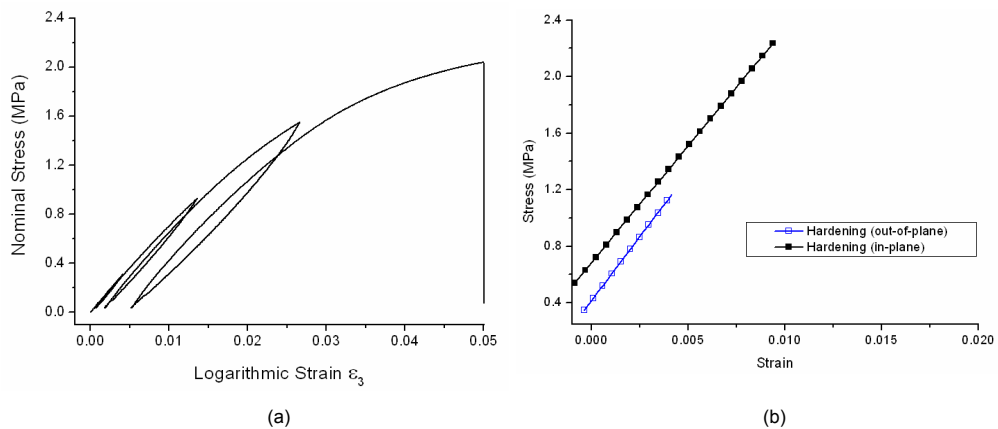 2.4
2.0
1.6
1.2
0.8
0.4
0.0
Nominal Stress (MPa)
0.00 0.01 0.02 0.03 0.04 0.05
Logarithmic Strain ε₃
(a)
2.4
2.0
1.6
1.2
0.8
0.4
Stress (MPa)
Hardening (out-of-plane)
Hardening (in-plane)
0.000 0.005 0.010 0.015 0.020
Strain
(b)